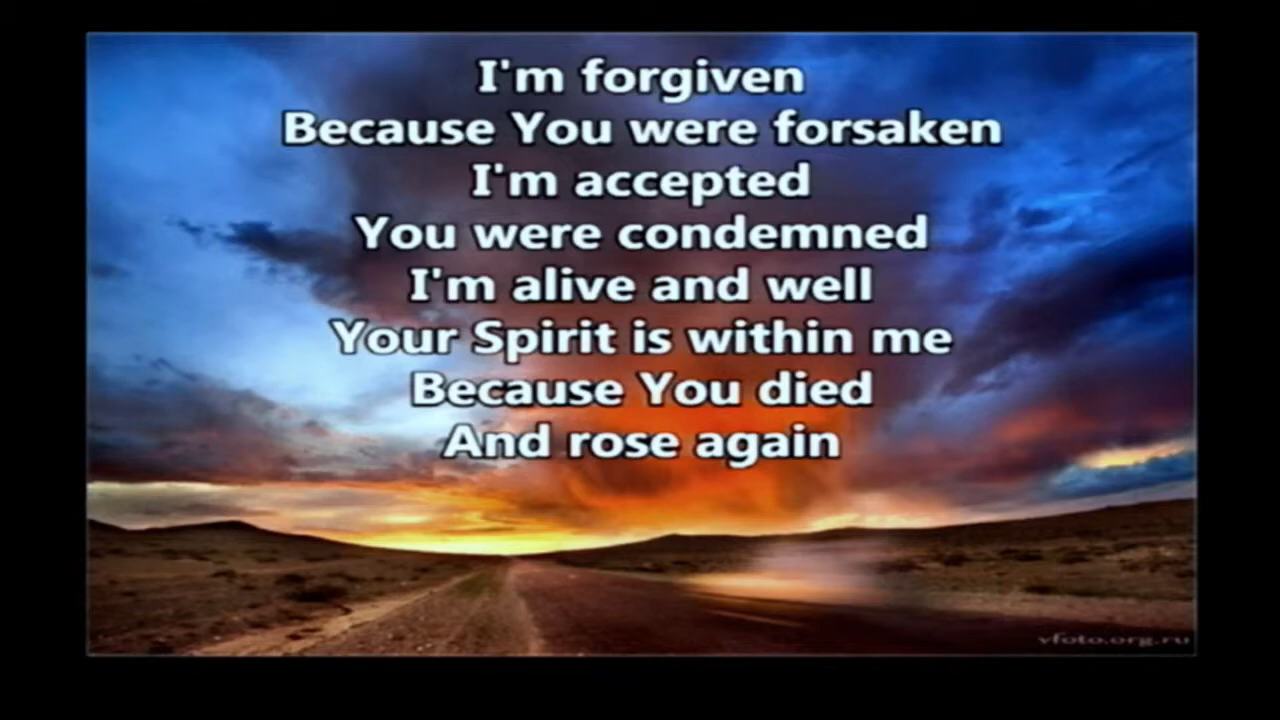 I'm forgiven
Because You were forsaken
I'm accepted
You were condemned
I'm alive and well
Your Spirit is within me
Because You died
And rose again
vfoto.org.ru